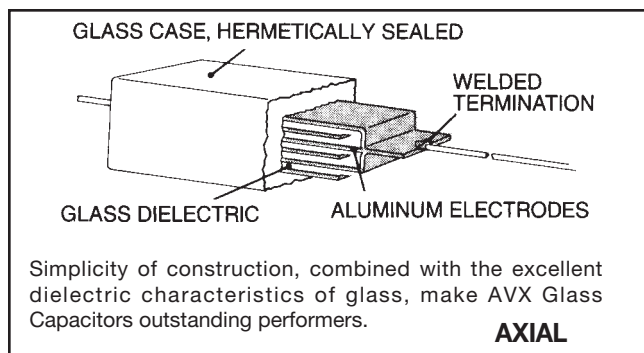 GLASS CASE, HERMETICALLY SEALED
WELDED
TERMINATION
GLASS DIELECTRIC
ALUMINUM ELECTRODES
Simplicity of construction, combined with the excellent
dielectric characteristics of glass, make AVX Glass
Capacitors outstanding performers.
AXIAL